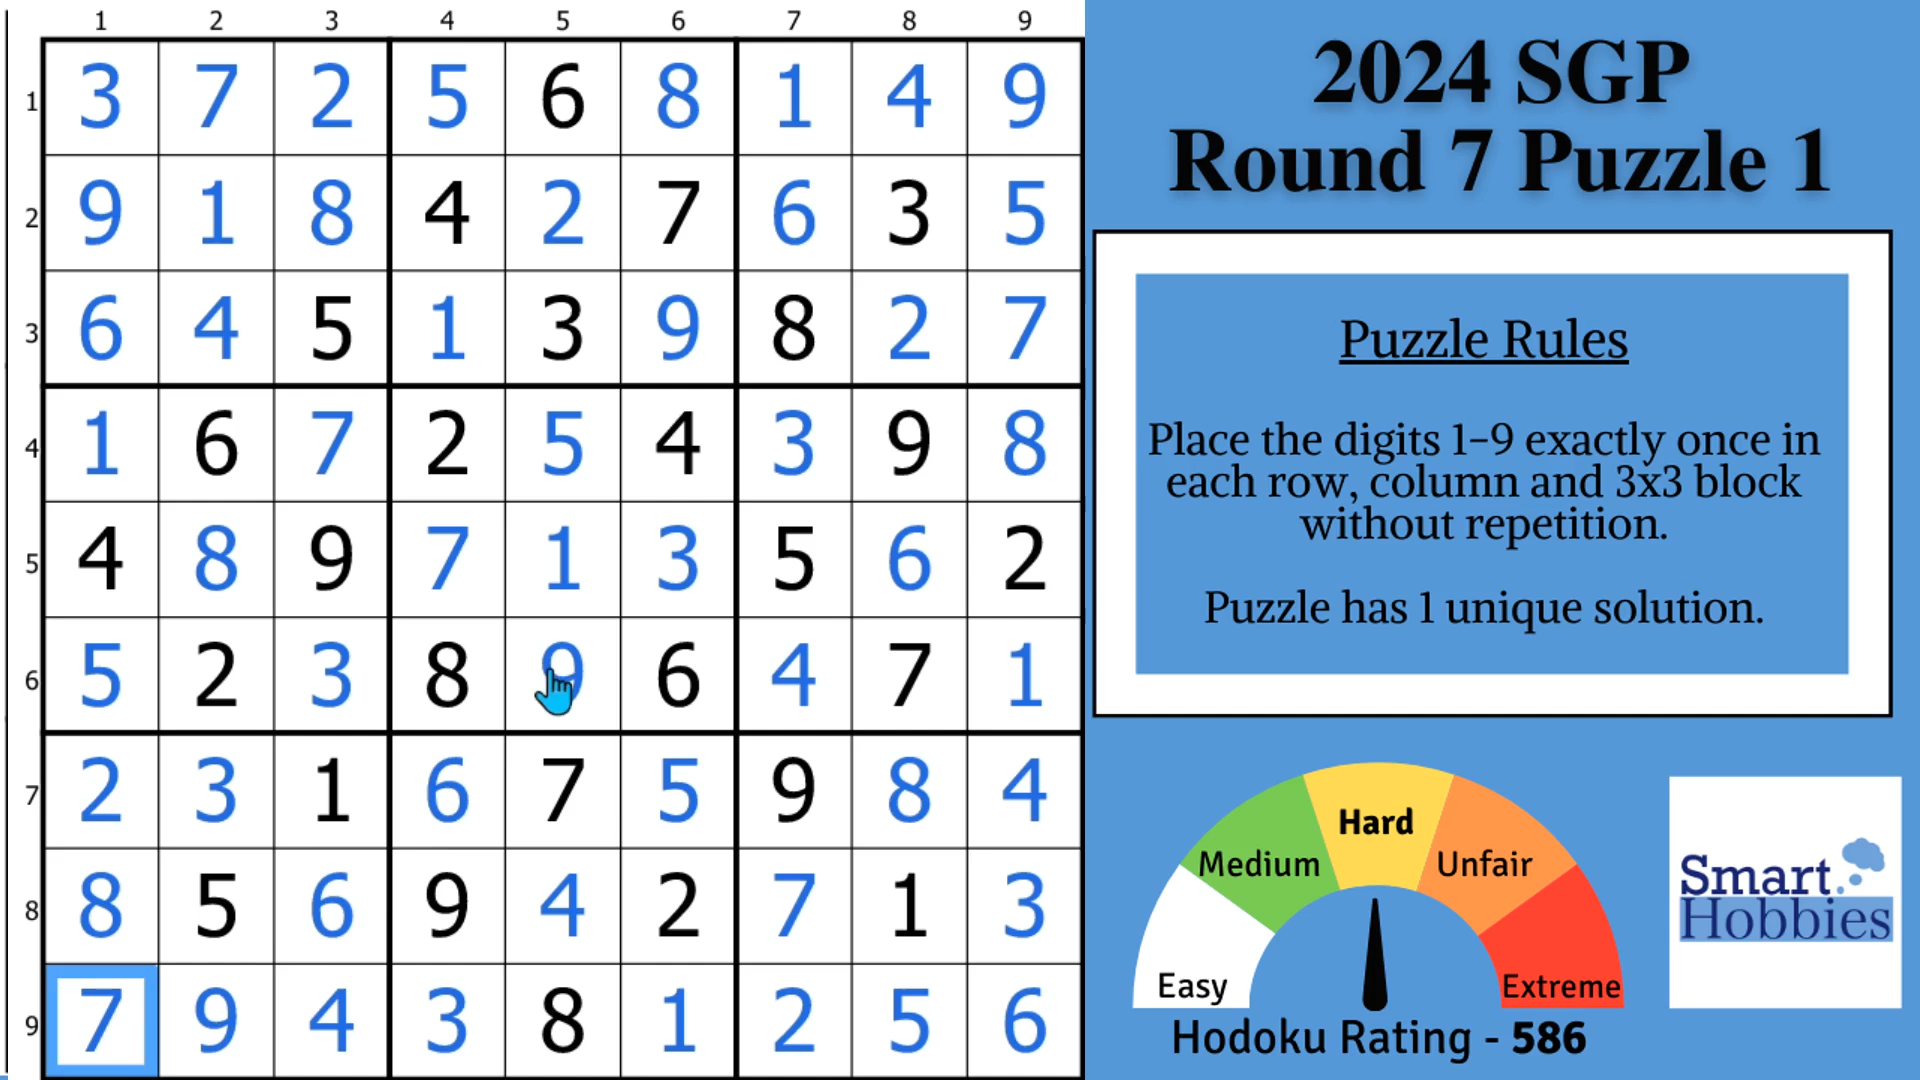 1 2 3 4 5 6 7 8 9
1 3 7 2 5 6 8 1 4 9
2 9 1 8 4 2 7 6 3 5
3 6 4 5 1 3 9 8 2 7
4 1 6 7 2 5 4 3 9 8
5 4 8 9 7 1 3 5 6 2
6 5 2 3 8 9 6 4 7 1
7 2 3 1 6 7 5 9 8 4
8 8 5 6 9 4 2 7 1 3
9 7 9 4 3 8 1 2 5 6
2024 SGP
Round 7 Puzzle 1
Puzzle Rules
Place the digits 1-9 exactly once in
each row, column and 3x3 block
without repetition.
Puzzle has 1 unique solution.
Easy
Medium
Hard
Unfair
Extreme
Hodoku Rating - 586
Smart
Hobbies